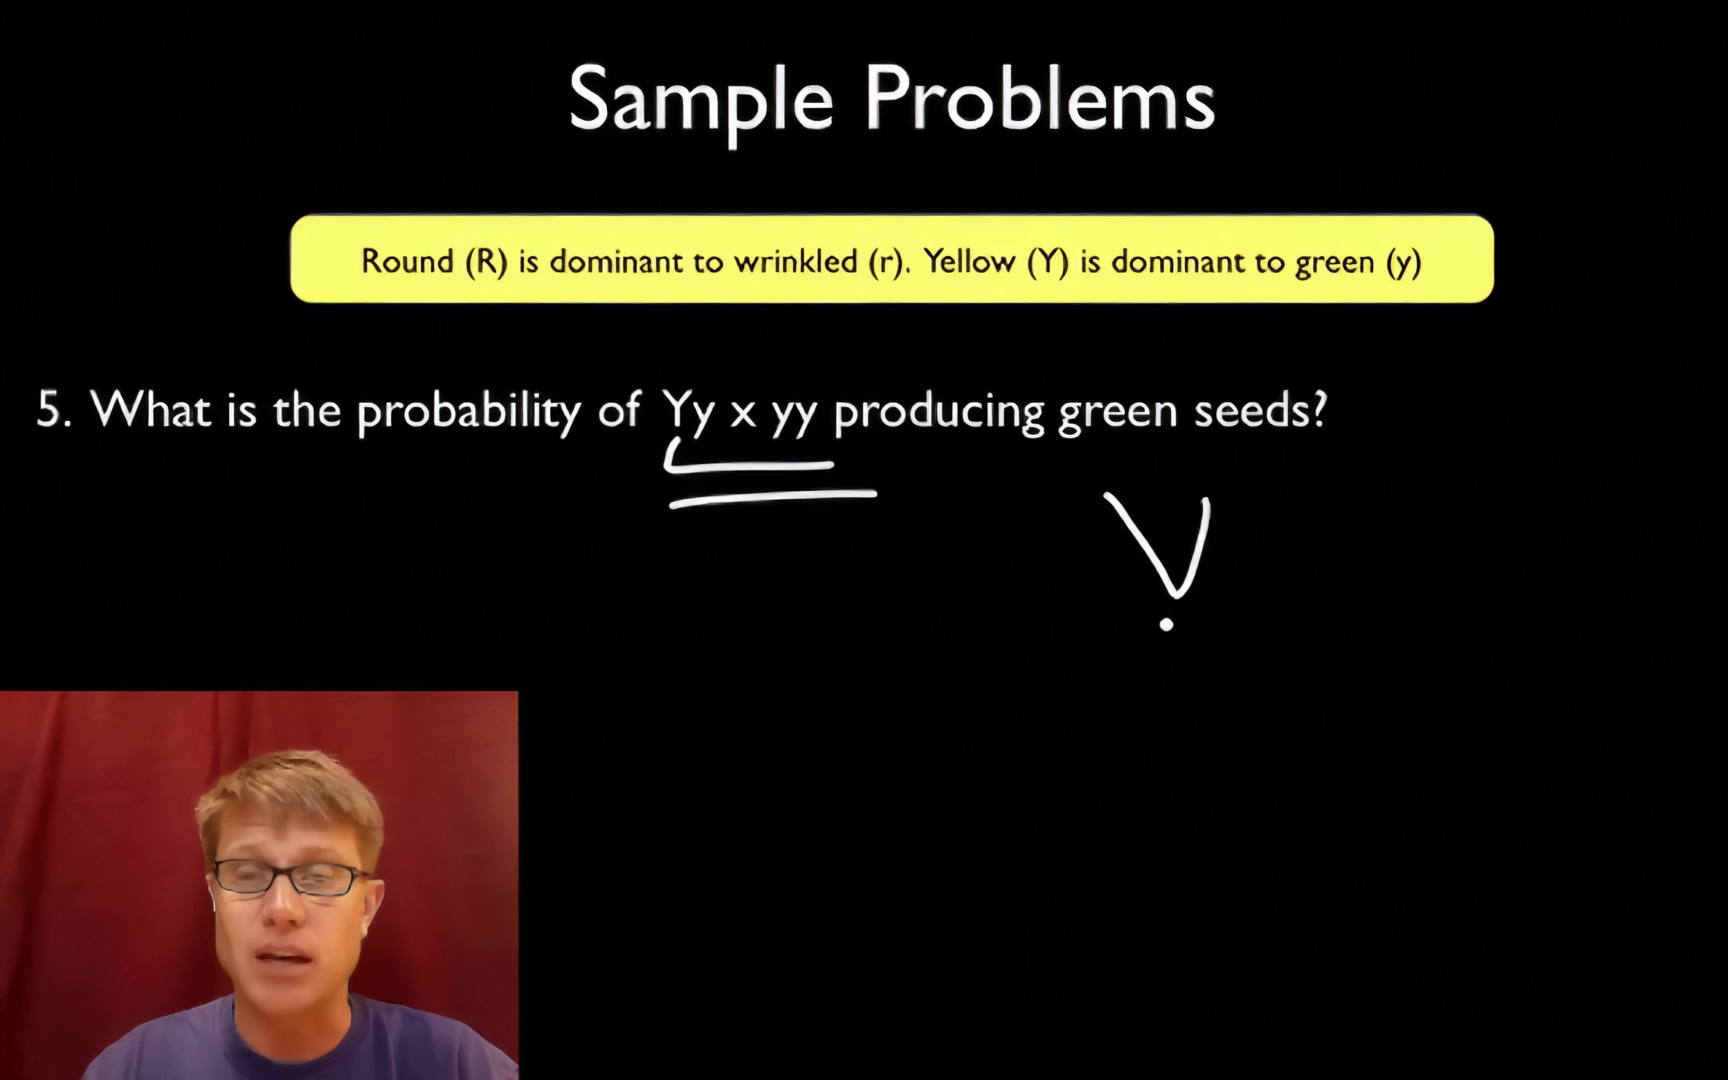 Sample Problems
Round (R) is dominant to wrinkled (r). Yellow (Y) is dominant to green (y)
5. What is the probability of Yy x yy producing green seeds?